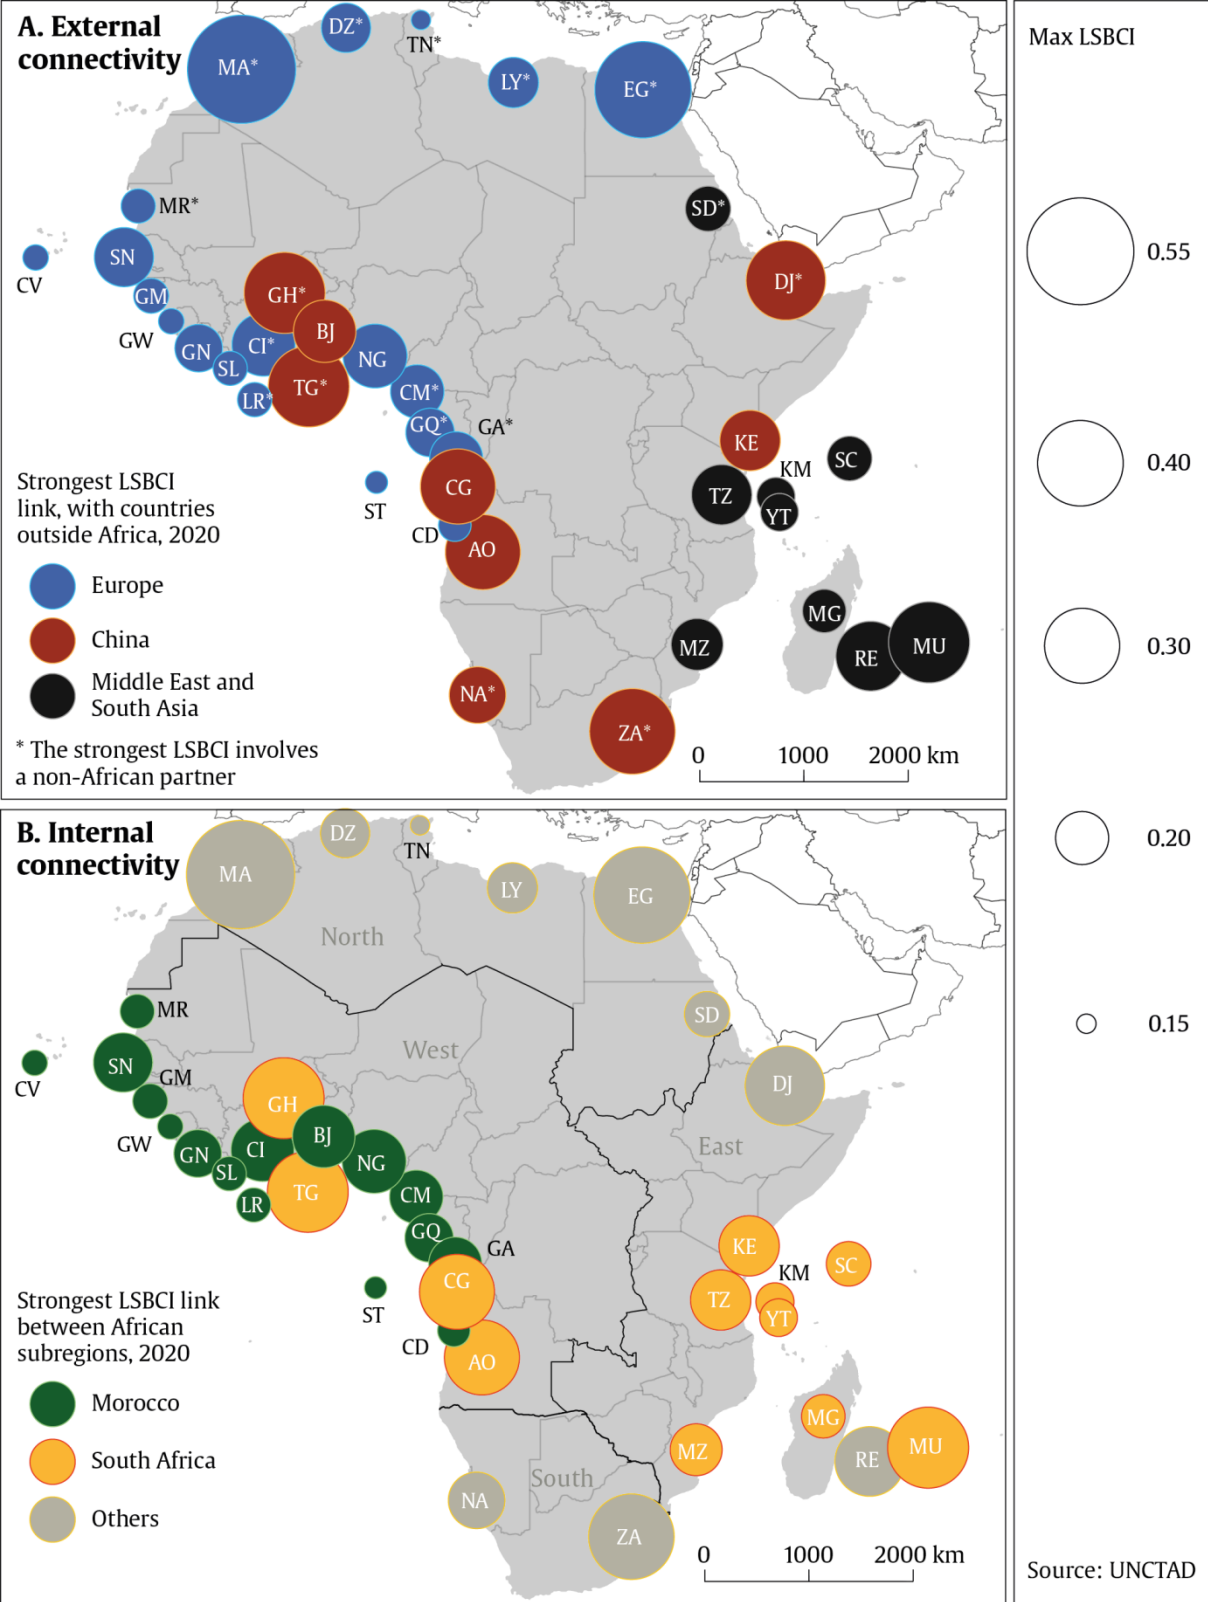 A. External
connectivity
MA*
DZ*
TN*
LY*
EG*
MR*
SD*
CV
SN
GM
GW
GN
SL
LR*
CI*
GH*
BJ
TG*
NG
CM*
GQ*
GA*
DJ*
KE
KM
SC
TZ
YT
ST
CG
CD
AO
MG
MZ
RE
MU
NA*
ZA*
Strongest LSBCI
link, with countries
outside Africa, 2020
Europe
China
Middle East and
South Asia
* The strongest LSBCI involves
a non-African partner
0 1000 2000 km
B. Internal
connectivity
MA
DZ
TN
LY
EG
North
MR
SD
West
CV
SN
GM
GW
GN
SL
LR
CI
GH
BJ
TG
NG
CM
GQ
GA
DJ
East
KE
KM
SC
TZ
YT
ST
CG
CD
AO
MG
MZ
RE
MU
South
NA
ZA
Strongest LSBCI link
between African
subregions, 2020
Morocco
South Africa
Others
0 1000 2000 km
Max LSBCI
0.55
0.40
0.30
0.20
0.15
Source: UNCTAD